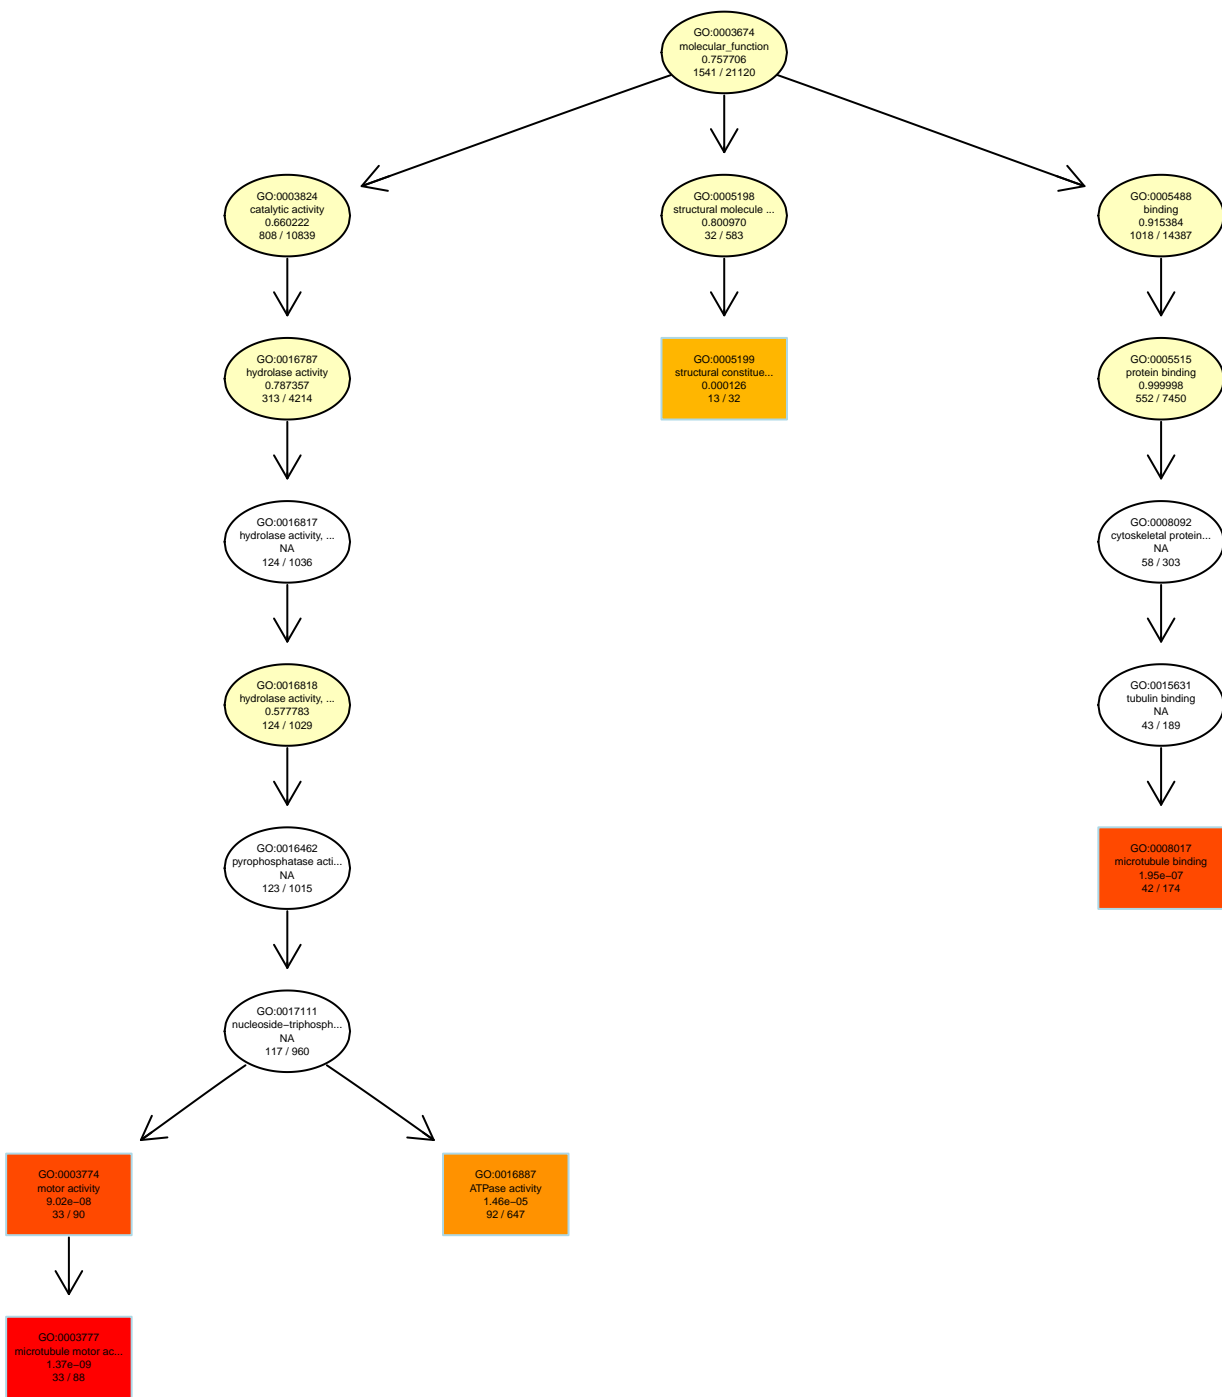 GO:0003674
molecular_function
0.757706
1541 / 21120
GO:0003824
catalytic activity
0.660222
808 / 10839
GO:0005198
structural molecule ...
0.800970
32 / 583
GO:0005488
binding
0.915384
1018 / 14387
GO:0016787
hydrolase activity
0.787357
313 / 4214
GO:0005199
structural constitue...
0.000126
13 / 32
GO:0005515
protein binding
0.999998
552 / 7450
GO:0016817
hydrolase activity, ...
NA
124 / 1036
GO:0008092
cytoskeletal protein...
NA
58 / 303
GO:0016818
hydrolase activity, ...
0.577783
124 / 1029
GO:0015631
tubulin binding
NA
43 / 189
GO:0016462
pyrophosphatase acti...
NA
123 / 1015
GO:0008017
microtubule binding
1.95e−07
42 / 174
GO:0017111
nucleoside−triphosph...
NA
117 / 960
GO:0003774
motor activity
9.02e−08
33 / 90
GO:0016887
ATPase activity
1.46e−05
92 / 647
GO:0003777
microtubule motor ac...
1.37e−09
33 / 88